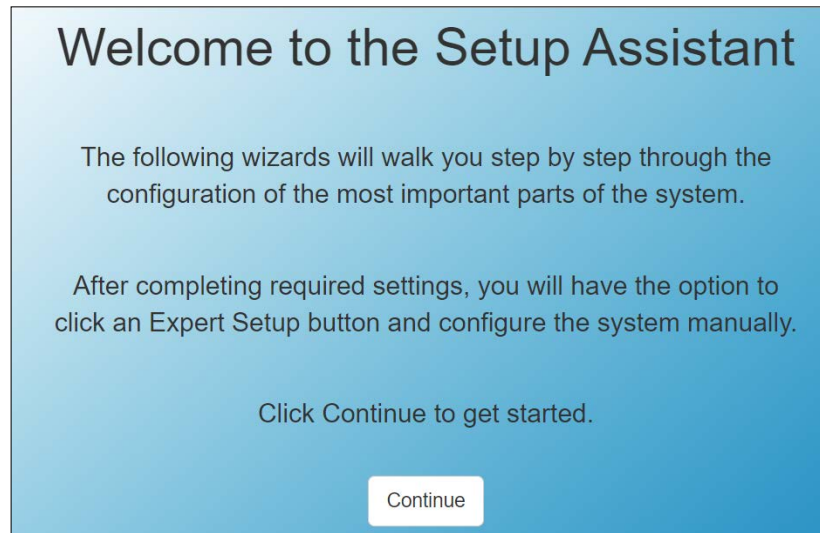 Welcome to the Setup Assistant
The following wizards will walk you step by step through the
configuration of the most important parts of the system.
After completing required settings, you will have the option to
click an Expert Setup button and configure the system manually.
Click Continue to get started.
Continue